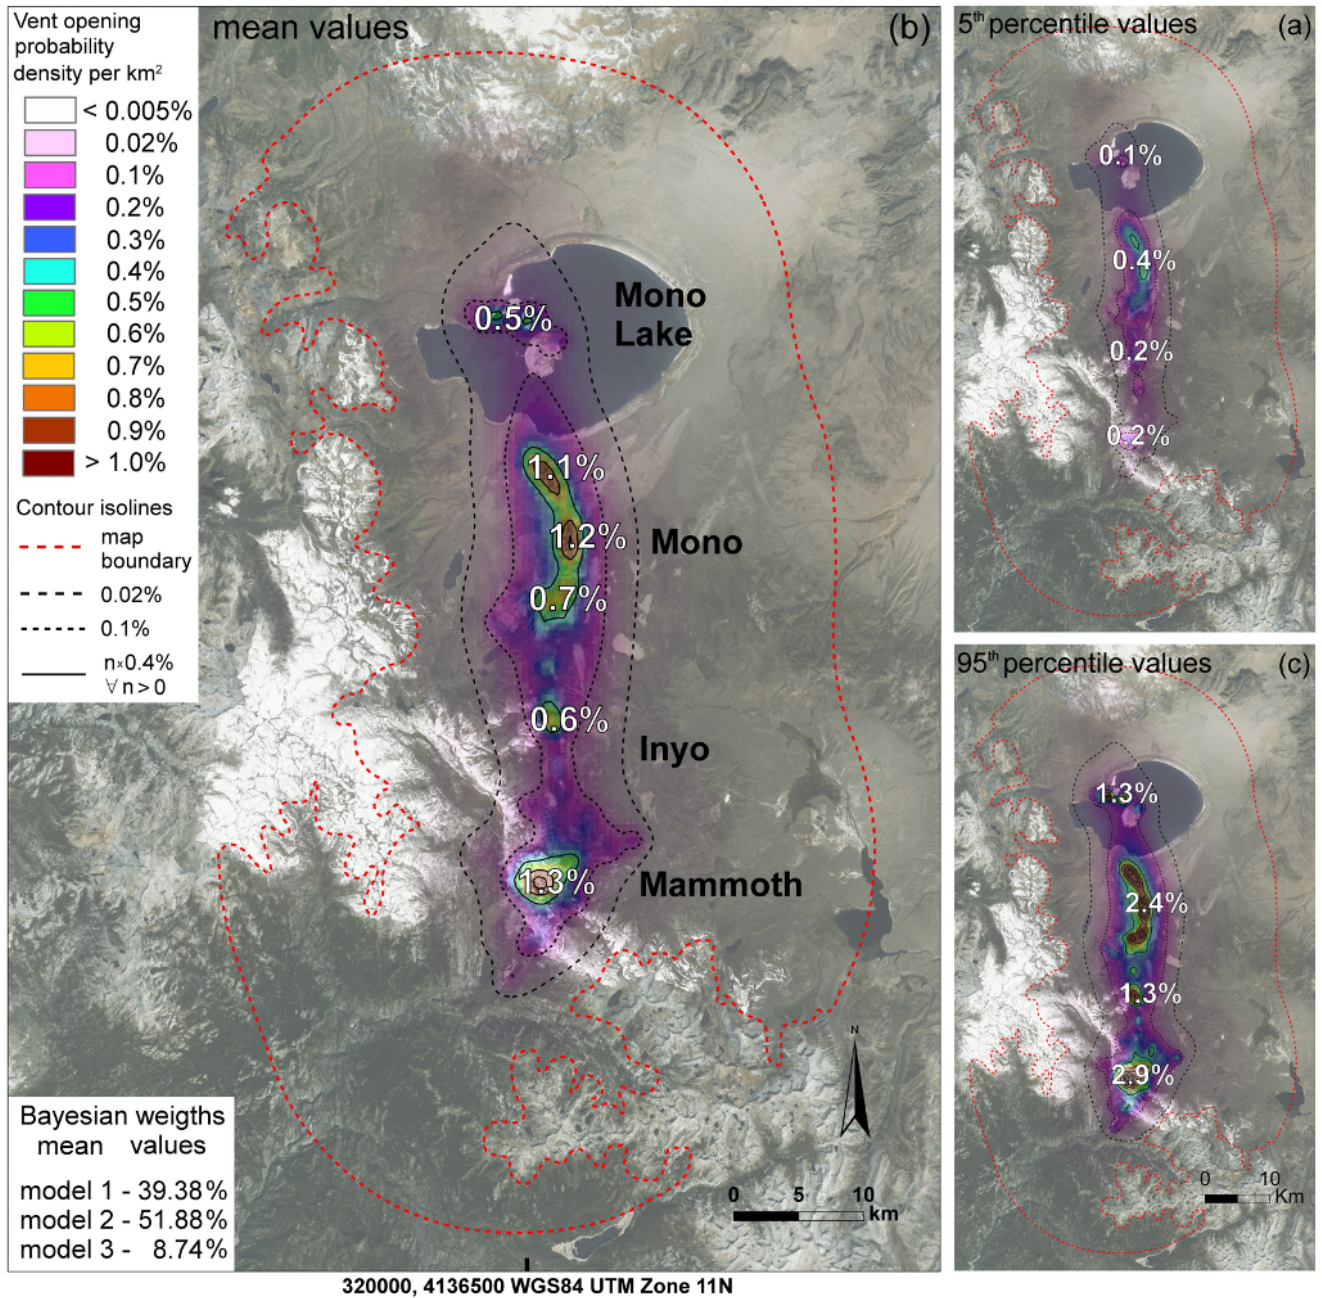 Vent opening
probability
density per km²
< 0.005%
0.02%
0.1%
0.2%
0.3%
0.4%
0.5%
0.6%
0.7%
0.8%
0.9%
> 1.0%
Contour isolines
map
boundary
0.02%
0.1%
n×0.4%
∀ n > 0
Bayesian weigths
mean values
model 1 - 39.38%
model 2 - 51.88%
model 3 - 8.74%
mean values
(b)
Mono
Lake
0.5%
1.1%
1.2%
Mono
0.7%
0.6%
Inyo
1.3%
Mammoth
N
0 5 10
km
320000, 4136500 WGS84 UTM Zone 11N
5th percentile values
(a)
0.1%
0.4%
0.2%
0.2%
95th percentile values
(c)
1.3%
2.4%
1.3%
2.9%
0 10
Km